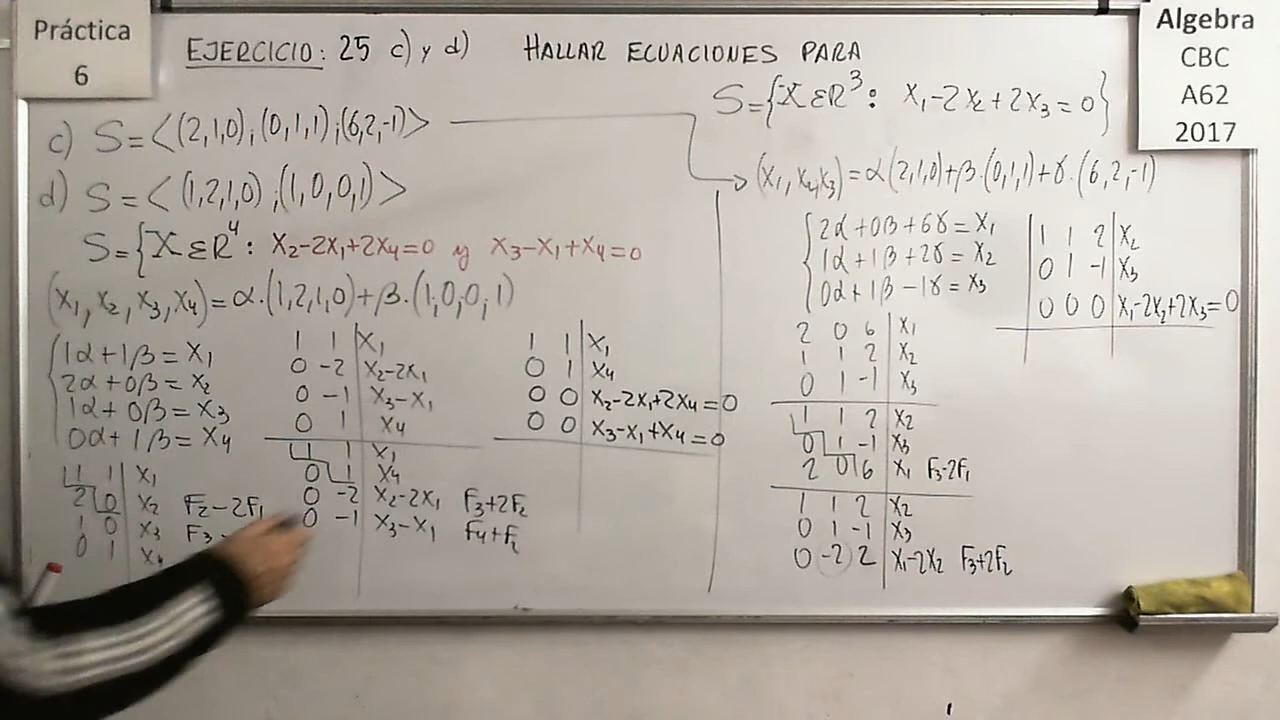 Práctica
6
EJERCICIO: 25 c) y d) HALLAR ECUACIONES PARA
Algebra
CBC
A62
2017
c) S=<(2,1,0),(0,1,1),(6,2,-1)>
d) S=<(1,2,1,0),(1,0,0,1)>
S={X ε R⁴: X₂-2X₁+2X₄=0 y X₃-X₁+X₄=0
(X₁,X₂,X₃,X₄)=α.(1,2,1,0)+β.(1,0,0,1)
1α+1β=X₁
2α+0β=X₂
1α+0β=X₃
0α+1β=X₄
1 1 | X₁
2 0 | X₂ F₂-2F₁
1 0 | X₃ F₃-
0 1 | X₄
1 1 | X₁
0 -2 | X₂-2X₁
0 -1 | X₃-X₁
0 1 | X₄
1 1 | X₁
0 1 | X₄
0 -2 | X₂-2X₁ F₃+2F₂
0 -1 | X₃-X₁ F₄+F₂
1 1 | X₁
0 1 | X₄
0 0 | X₂-2X₁+2X₄=0
0 0 | X₃-X₁+X₄=0
S={X ε R³: X₁-2X₂+2X₃=0}
(X₁,X₂,X₃)=α(2,1,0)+β.(0,1,1)+γ.(6,2,-1)
2α+0β+6γ=X₁
1α+1β+2γ=X₂
0α+1β-1γ=X₃
2 0 6 | X₁
1 1 2 | X₂
0 1 -1 | X₃
1 1 2 | X₂
0 1 -1 | X₃
2 0 6 | X₁ F₃-2F₁
1 1 2 | X₂
0 1 -1 | X₃
0 -2 2 | X₁-2X₂ F₃+2F₂
1 1 2 | X₂
0 1 -1 | X₃
0 0 0 | X₁-2X₂+2X₃=0